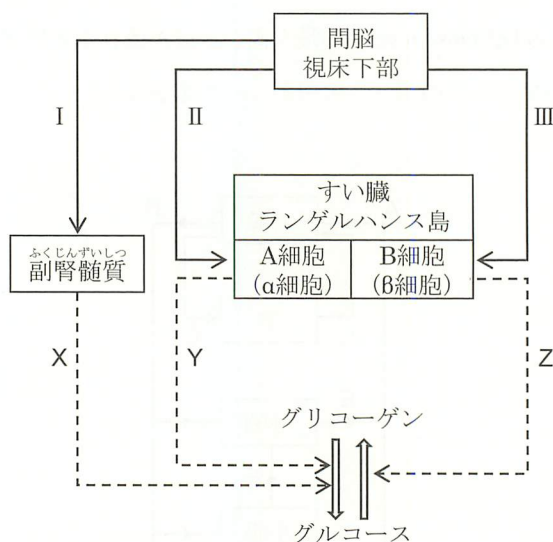 間脳
視床下部
I
II
III
すい臓
ランゲルハンス島
A細胞
(α細胞)
B細胞
(β細胞)
ふくじんずいしつ
副腎髄質
X
Y
Z
グリコーゲン
グルコース